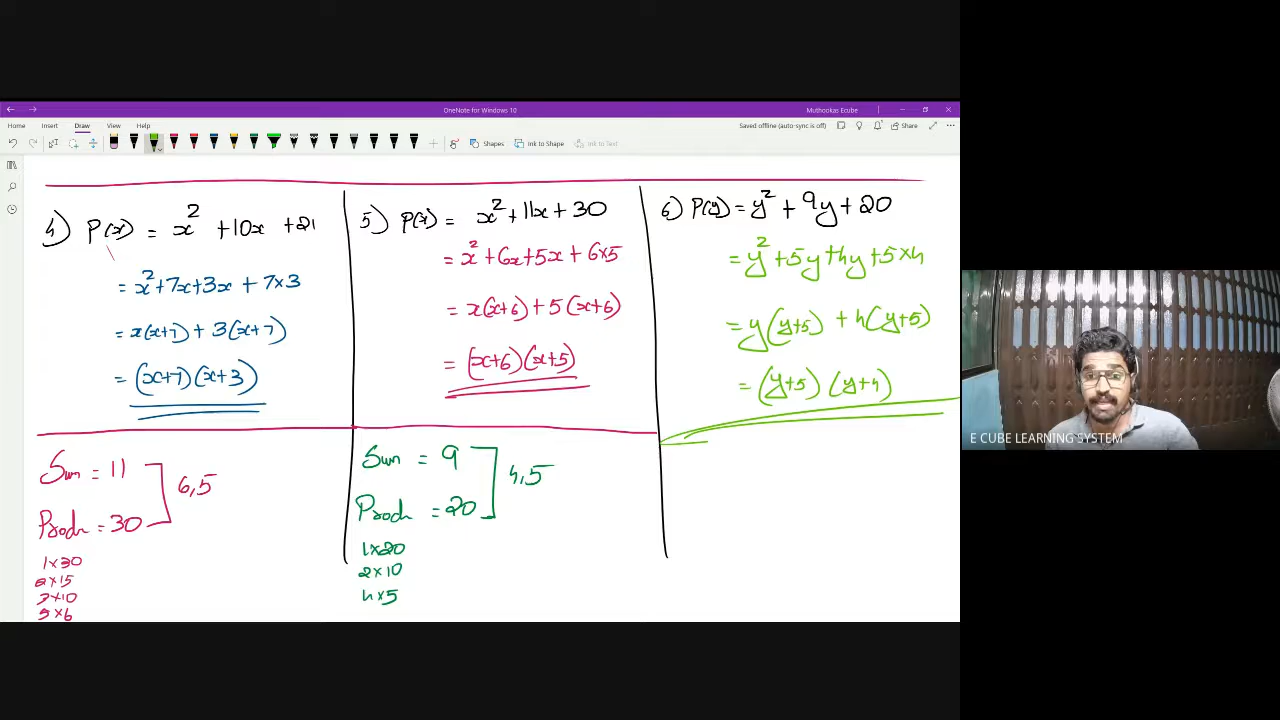 OneNote for Windows 10
Muthookas Ecube
Home Insert Draw View Help
Saved offline (auto-sync is off) Share
Shapes Ink to Shape Ink to Text
4) P(x) = x² + 10x + 21
= x² + 7x + 3x + 7×3
= x(x+7) + 3(x+7)
= (x+7)(x+3)
5) P(x) = x² + 11x + 30
= x² + 6x + 5x + 6×5
= x(x+6) + 5(x+6)
= (x+6)(x+5)
6) P(y) = y² + 9y + 20
= y² + 5y + 4y + 5×4
= y(y+5) + 4(y+5)
= (y+5)(y+4)
Sum = 11
6,5
Prod = 30
1×30
2×15
3×10
5×6
Sum = 9
4,5
Prod = 20
1×20
2×10
4×5
E CUBE LEARNING SYSTEM